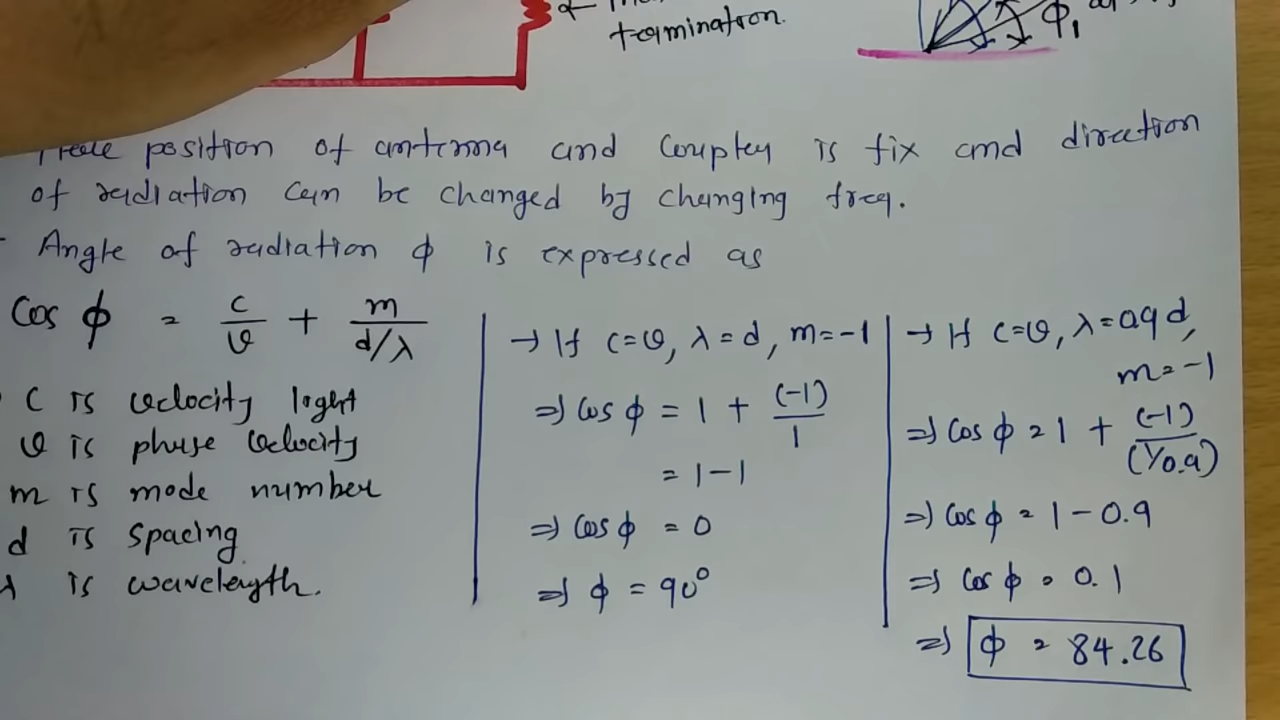 termination.
ϕ₁
position of antenna and coupley is fix and direction
of radiation can be changed by changing freq.
Angle of radiation ϕ is expressed as
Cos ϕ = c/v + m/(d/λ)
C is velocity light
v is phase velocity
m is mode number
d is spacing
λ is wavelength.
→ If c=v, λ=d, m=-1
⇒ Cos ϕ = 1 + (-1)/1
= 1-1
⇒ Cos ϕ = 0
⇒ ϕ = 90°
→ If c=v, λ=0.9d,
m=-1
⇒ Cos ϕ = 1 + (-1)/(1/0.9)
⇒ Cos ϕ = 1 - 0.9
⇒ Cos ϕ = 0.1
⇒ ϕ = 84.26